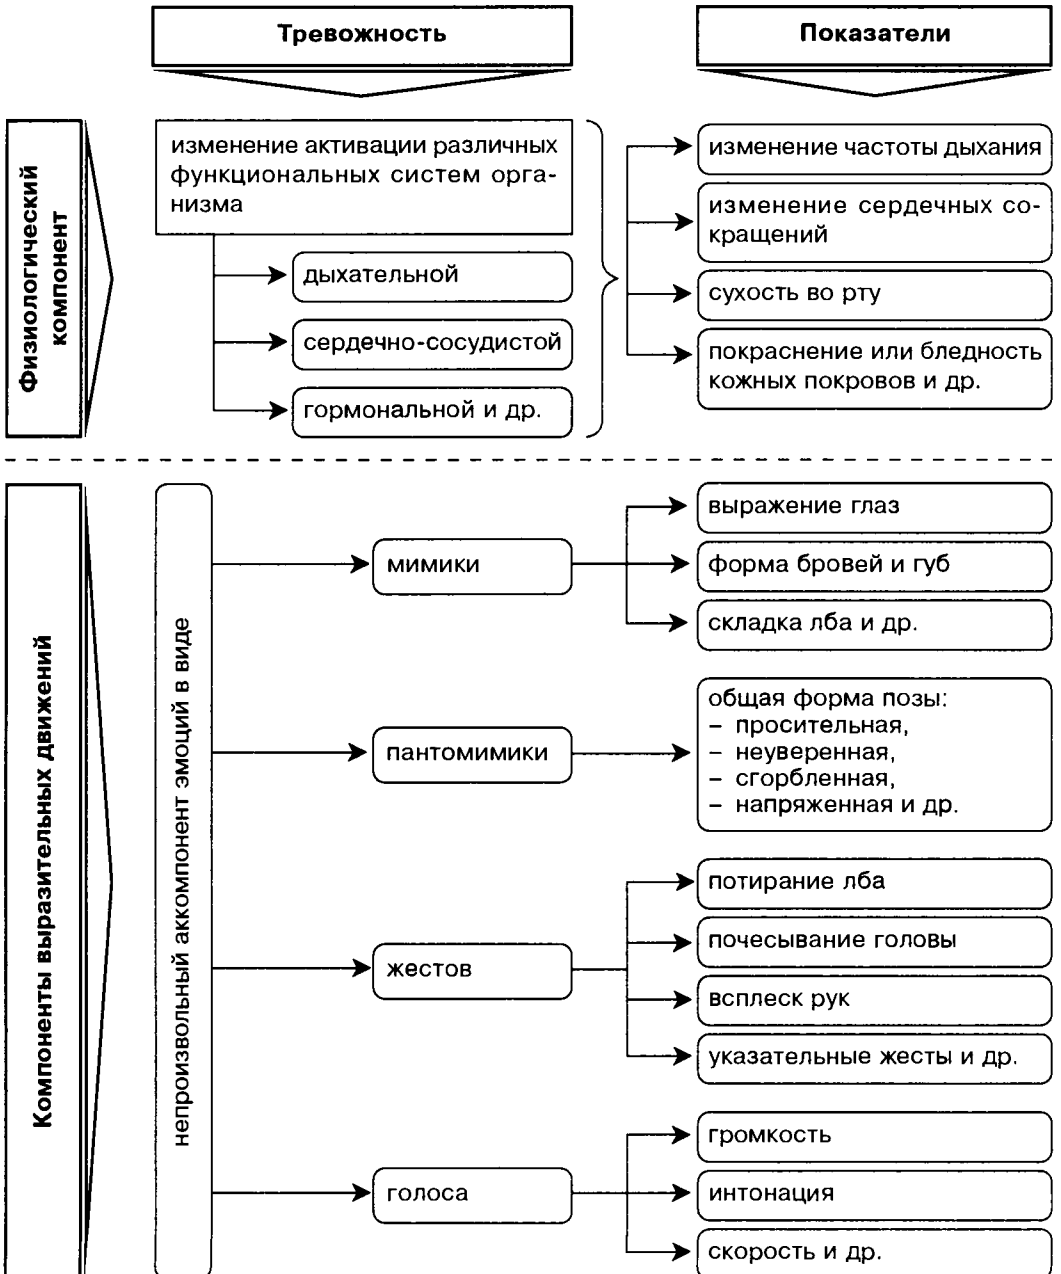 Тревожность
Показатели
Физиологический
компонент
изменение активации различных
функциональных систем орга-
низма
дыхательной
сердечно-сосудистой
гормональной и др.
изменение частоты дыхания
изменение сердечных со-
кращений
сухость во рту
покраснение или бледность
кожных покровов и др.
Компоненты выразительных движений
непроизвольный аккомпонент эмоций в виде
мимики
выражение глаз
форма бровей и губ
складка лба и др.
пантомимики
общая форма позы:
– просительная,
– неуверенная,
– сгорбленная,
– напряженная и др.
жестов
потирание лба
почесывание головы
всплеск рук
указательные жесты и др.
голоса
громкость
интонация
скорость и др.